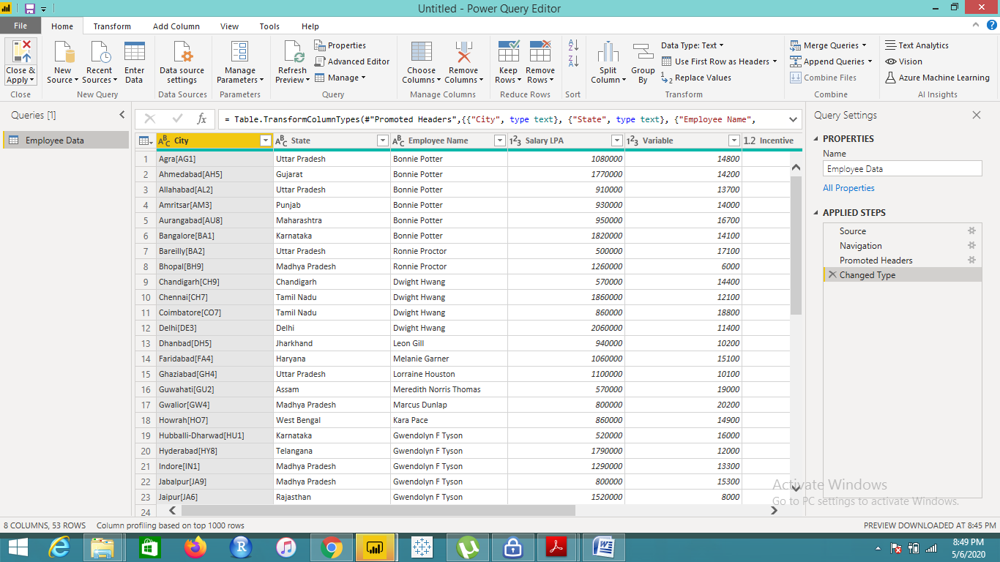 Untitled - Power Query Editor
File Home Transform Add Column View Tools Help
Close & Apply
New Source
Recent Sources
Enter Data
Data source settings
Manage Parameters
Refresh Preview
Properties
Advanced Editor
Manage
Choose Columns
Remove Columns
Keep Rows
Remove Rows
Split Column
Group By
Data Type: Text
Use First Row as Headers
Replace Values
Merge Queries
Append Queries
Combine Files
Text Analytics
Vision
Azure Machine Learning
Close New Query Data Sources Parameters Query Manage Columns Reduce Rows Sort Transform Combine AI Insights
Queries [1]
Employee Data
fx = Table.TransformColumnTypes(#"Promoted Headers",{{"City", type text}, {"State", type text}, {"Employee Name",
ABC City ABC State ABC Employee Name 123 Salary LPA 123 Variable 1.2 Incentive
1 Agra[AG1] Uttar Pradesh Bonnie Potter 1080000 14800
2 Ahmedabad[AH5] Gujarat Bonnie Potter 1770000 14200
3 Allahabad[AL2] Uttar Pradesh Bonnie Potter 910000 13700
4 Amritsar[AM3] Punjab Bonnie Potter 930000 14000
5 Aurangabad[AU8] Maharashtra Bonnie Potter 950000 16700
6 Bangalore[BA1] Karnataka Bonnie Potter 1820000 14100
7 Bareilly[BA2] Uttar Pradesh Ronnie Proctor 500000 17100
8 Bhopal[BH9] Madhya Pradesh Ronnie Proctor 1260000 6000
9 Chandigarh[CH9] Chandigarh Dwight Hwang 570000 14400
10 Chennai[CH7] Tamil Nadu Dwight Hwang 1860000 12100
11 Coimbatore[CO7] Tamil Nadu Dwight Hwang 860000 18800
12 Delhi[DE3] Delhi Dwight Hwang 2060000 11400
13 Dhanbad[DH5] Jharkhand Leon Gill 940000 10200
14 Faridabad[FA4] Haryana Melanie Garner 1060000 15100
15 Ghaziabad[GH4] Uttar Pradesh Lorraine Houston 1100000 10100
16 Guwahati[GU2] Assam Meredith Norris Thomas 570000 19000
17 Gwalior[GW4] Madhya Pradesh Marcus Dunlap 800000 20200
18 Howrah[HO7] West Bengal Kara Pace 860000 14900
19 Hubballi-Dharwad[HU1] Karnataka Gwendolyn F Tyson 520000 16000
20 Hyderabad[HY8] Telangana Gwendolyn F Tyson 1790000 12000
21 Indore[IN1] Madhya Pradesh Gwendolyn F Tyson 1290000 13300
22 Jabalpur[JA9] Madhya Pradesh Gwendolyn F Tyson 800000 15300
23 Jaipur[JA6] Rajasthan Gwendolyn F Tyson 1520000 8000
24
Query Settings
PROPERTIES
Name
Employee Data
All Properties
APPLIED STEPS
Source
Navigation
Promoted Headers
Changed Type
Activate Windows
Go to PC settings to activate Windows.
8 COLUMNS, 53 ROWS Column profiling based on top 1000 rows PREVIEW DOWNLOADED AT 8:45 PM
8:49 PM
5/6/2020